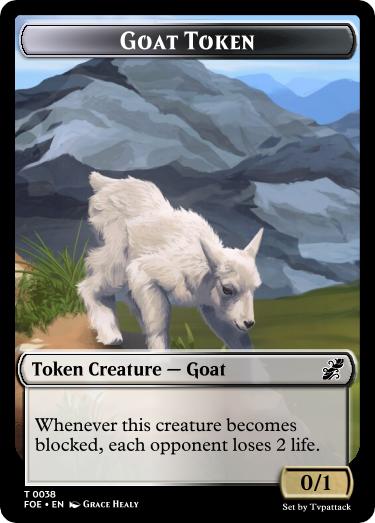 Goat Token
Token Creature — Goat
Whenever this creature becomes
blocked, each opponent loses 2 life.
0/1
T 0038
FOE • EN Grace Healy
Set by Tvpattack